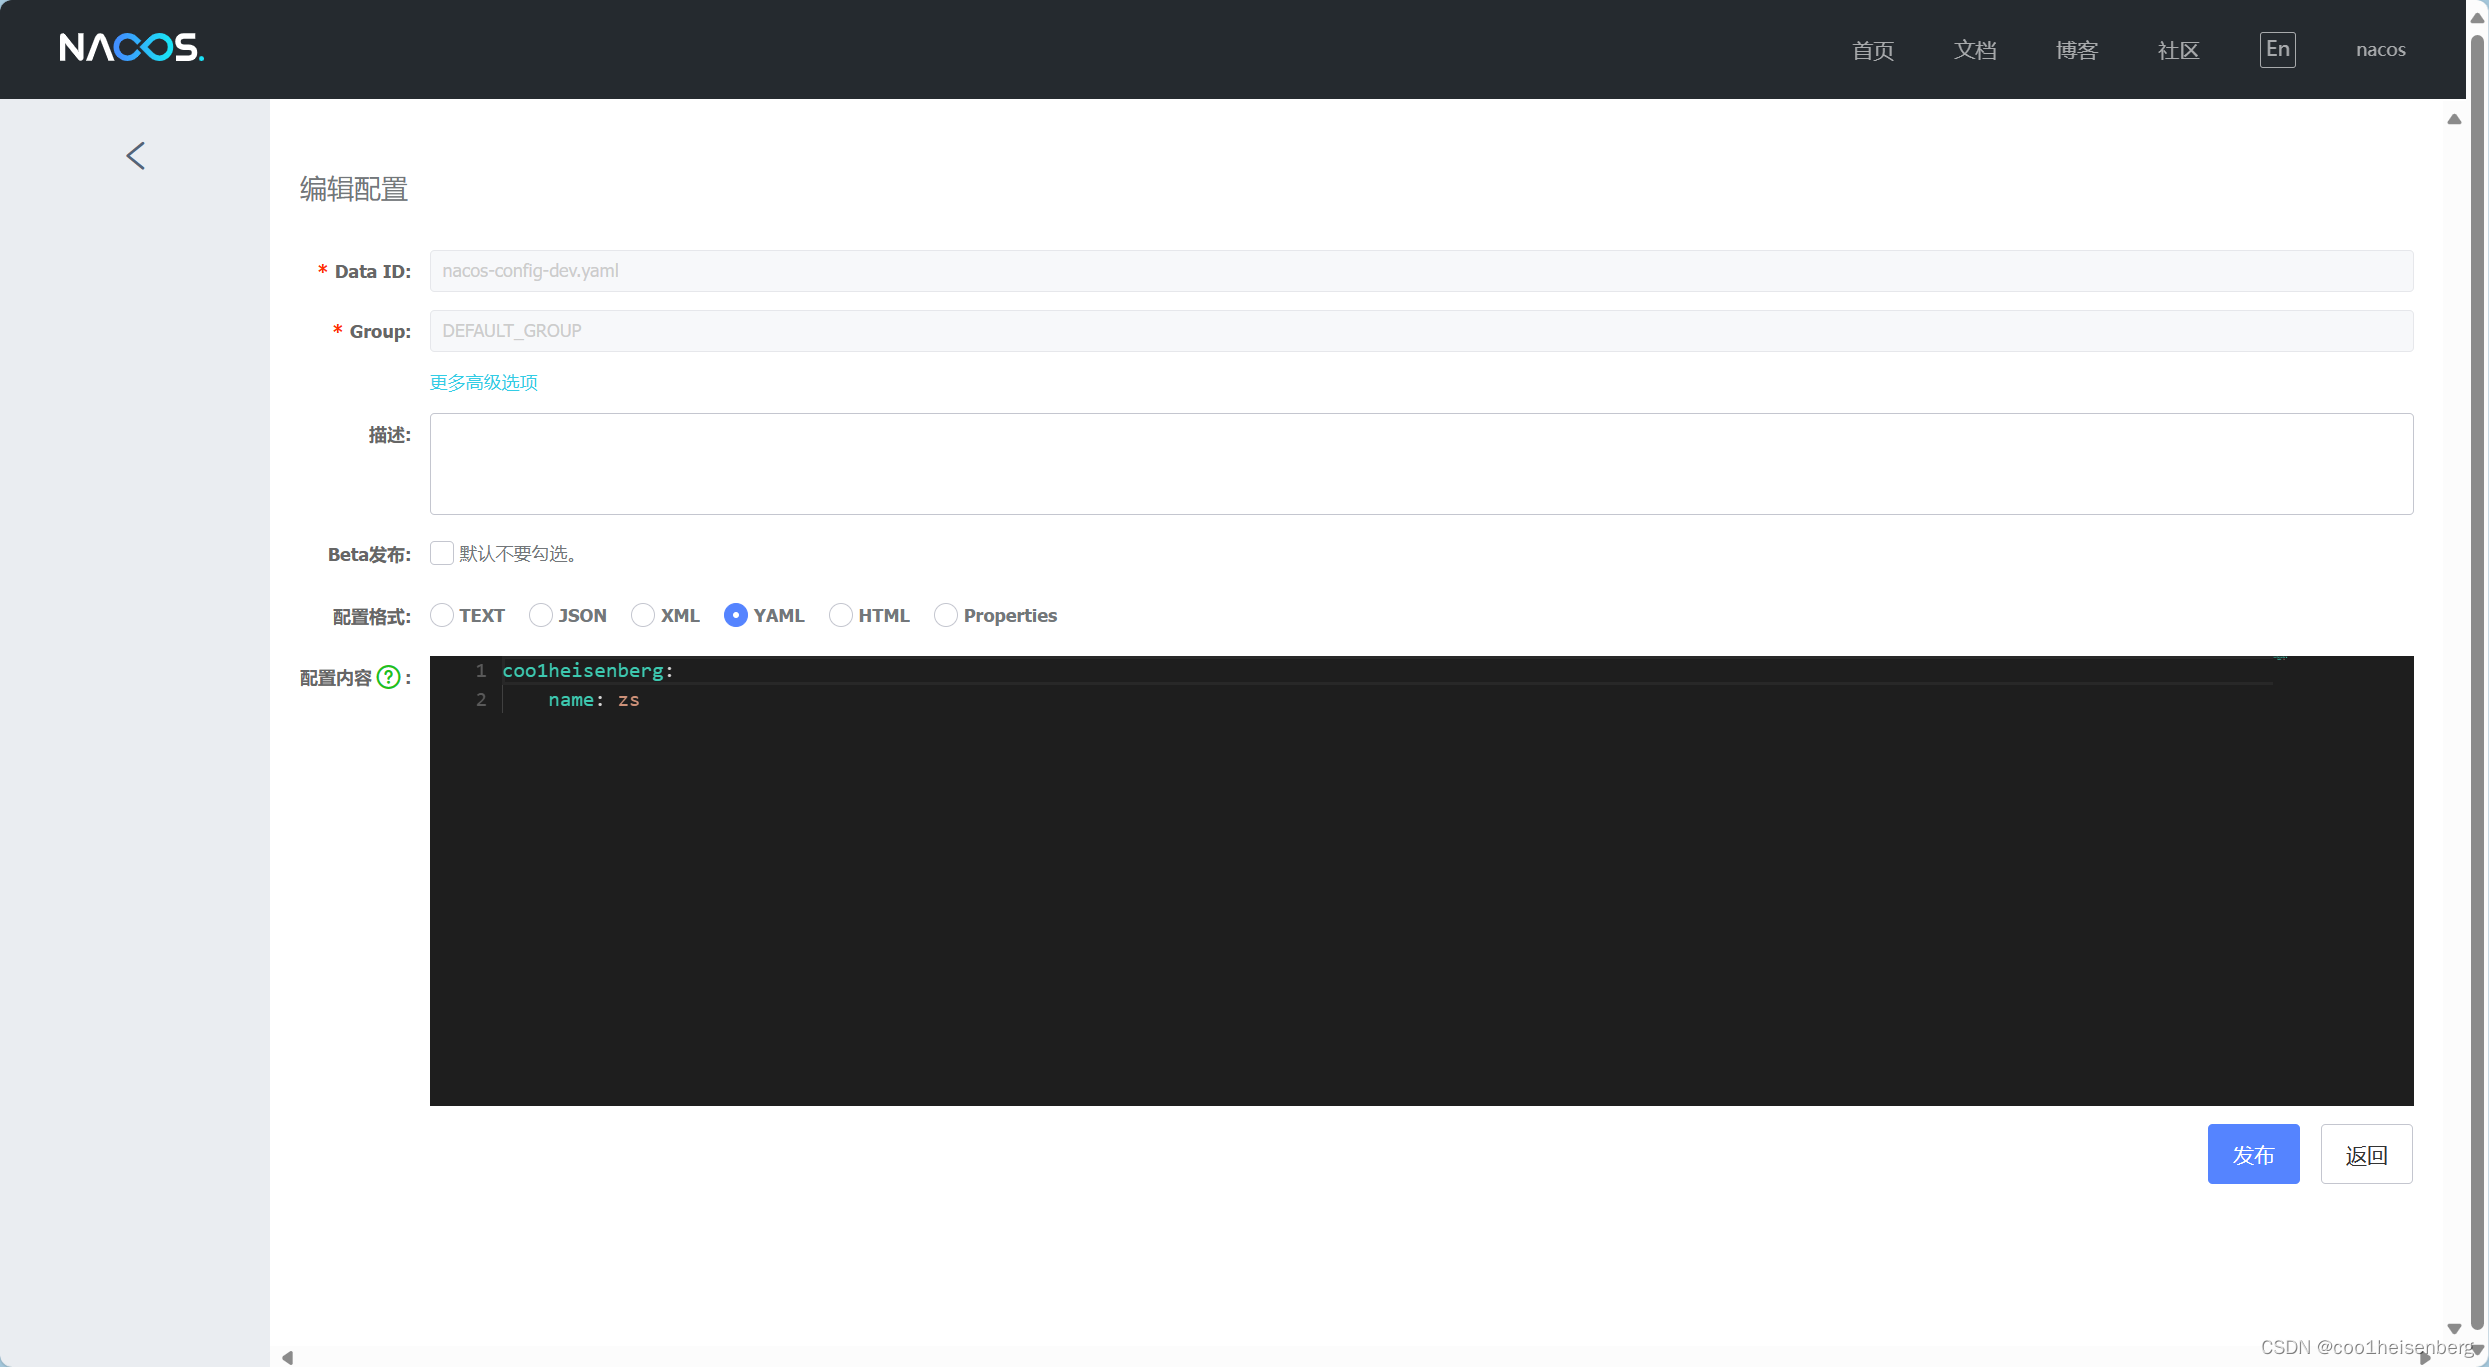 NACOS.
首页 文档 博客 社区 En nacos
编辑配置
* Data ID: nacos-config-dev.yaml
* Group: DEFAULT_GROUP
更多高级选项
描述:
Beta发布: 默认不要勾选。
配置格式: TEXT JSON XML YAML HTML Properties
配置内容 ? :
1 coo1heisenberg:
2 name: zs
发布 返回
CSDN @coo1heisenberg